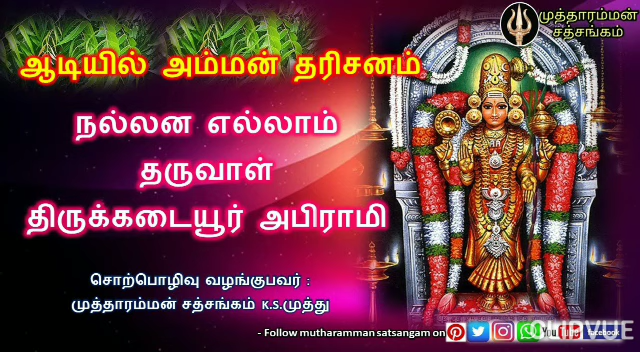 முத்தாரம்மன்
சத்சங்கம்
ஆடியில் அம்மன் தரிசனம்
நல்லன எல்லாம்
தருவாள்
திருக்கடையூர் அபிராமி
சொற்பொழிவு வழங்குபவர் :
முத்தாரம்மன் சத்சங்கம் K.S.முத்து
- Follow mutharamman satsangam on